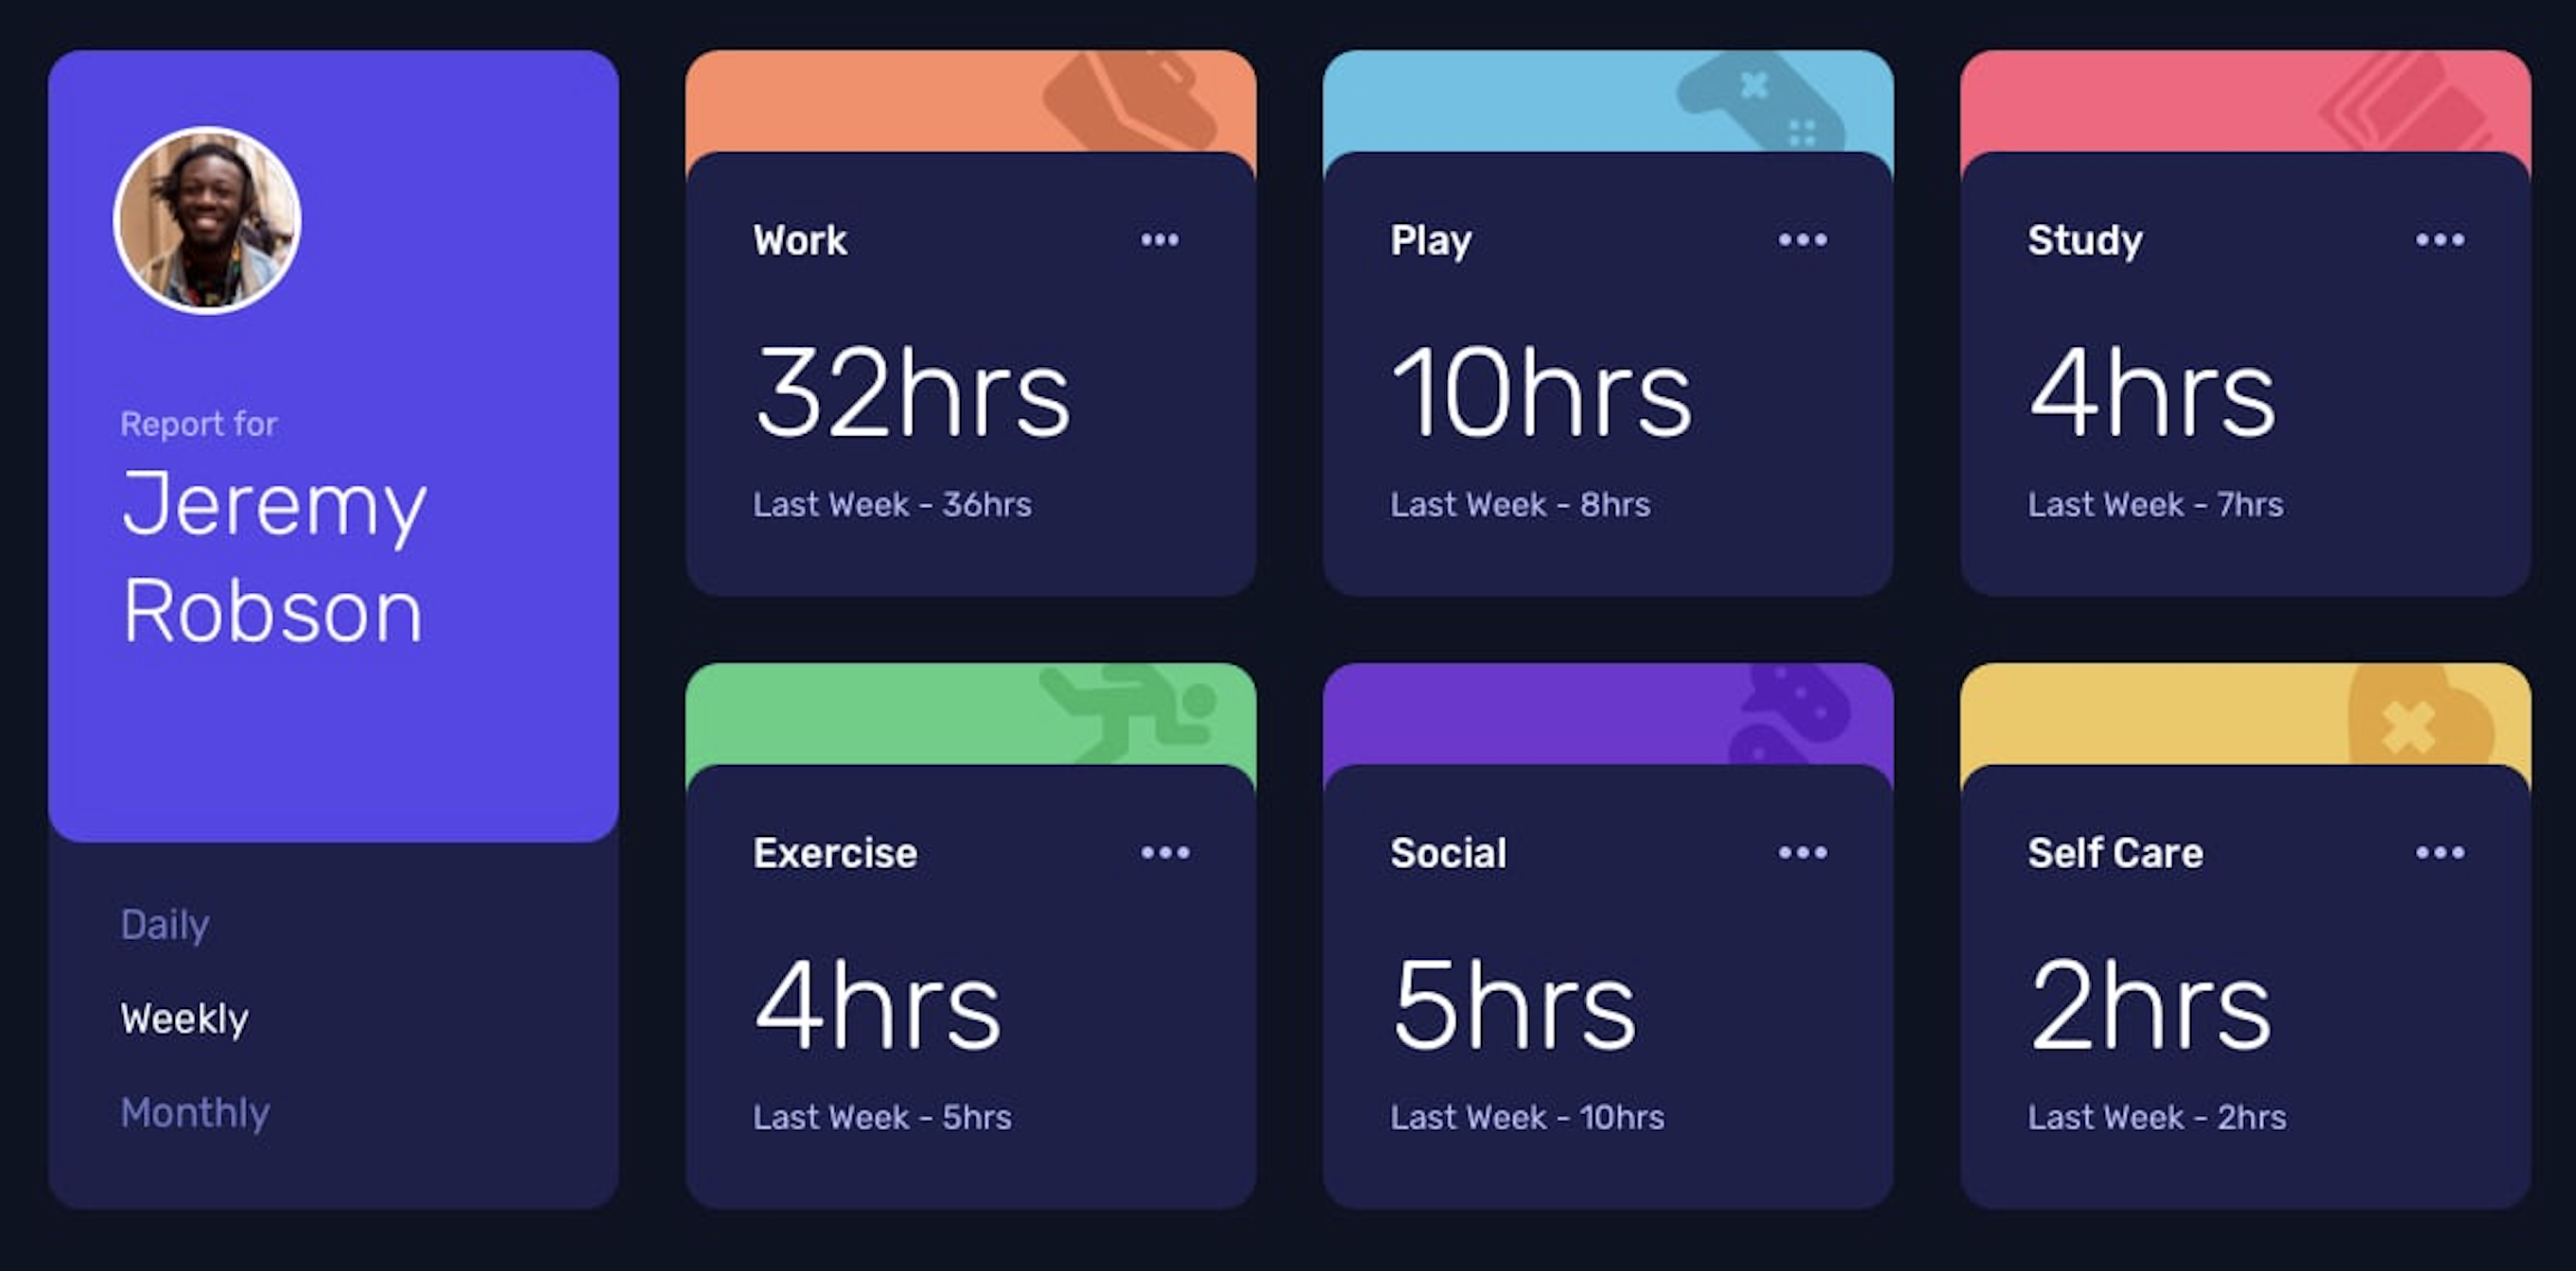 Report for
Jeremy
Robson
Daily
Weekly
Monthly
Work
32hrs
Last Week - 36hrs
Play
10hrs
Last Week - 8hrs
Study
4hrs
Last Week - 7hrs
Exercise
4hrs
Last Week - 5hrs
Social
5hrs
Last Week - 10hrs
Self Care
2hrs
Last Week - 2hrs